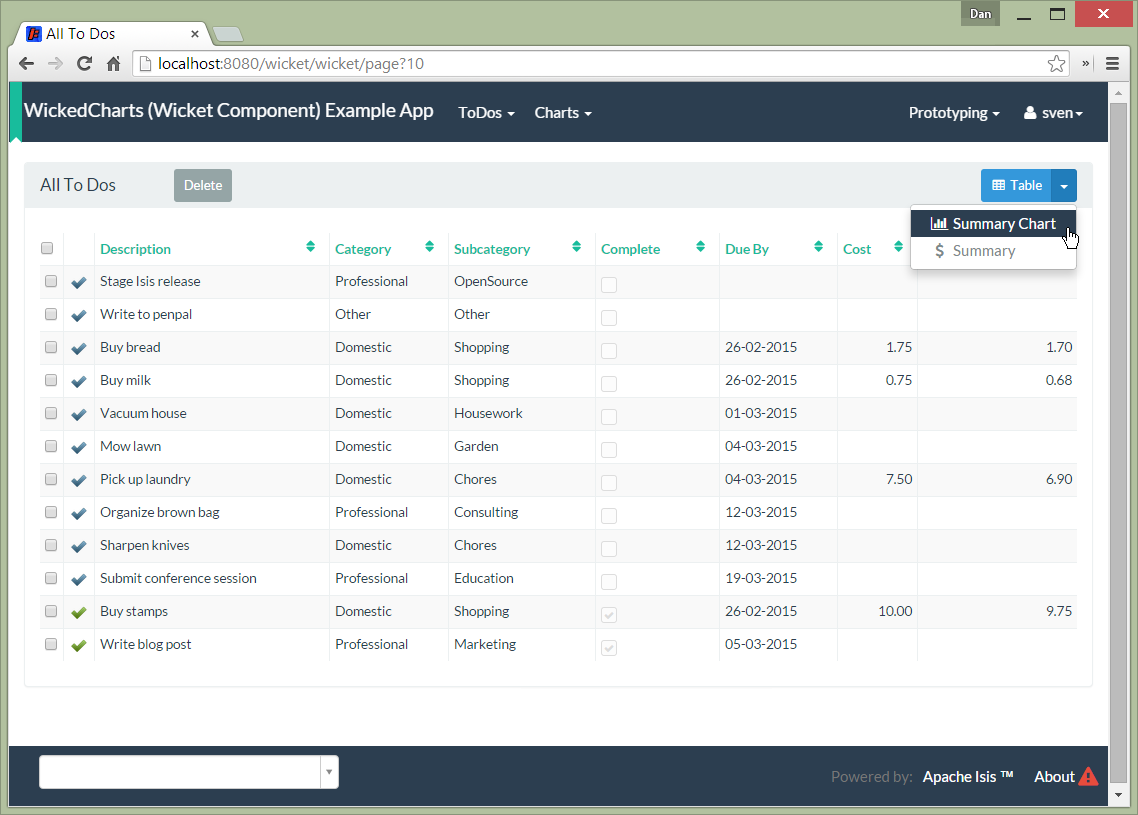 Dan
All To Dos
localhost:8080/wicket/wicket/page?10
WickedCharts (Wicket Component) Example App ToDos Charts Prototyping sven
All To Dos Delete Table
Summary Chart
Summary
Description Category Subcategory Complete Due By Cost
Stage Isis release Professional OpenSource
Write to penpal Other Other
Buy bread Domestic Shopping 26-02-2015 1.75 1.70
Buy milk Domestic Shopping 26-02-2015 0.75 0.68
Vacuum house Domestic Housework 01-03-2015
Mow lawn Domestic Garden 04-03-2015
Pick up laundry Domestic Chores 04-03-2015 7.50 6.90
Organize brown bag Professional Consulting 12-03-2015
Sharpen knives Domestic Chores 12-03-2015
Submit conference session Professional Education 19-03-2015
Buy stamps Domestic Shopping 26-02-2015 10.00 9.75
Write blog post Professional Marketing 05-03-2015
Powered by: Apache Isis ™ About